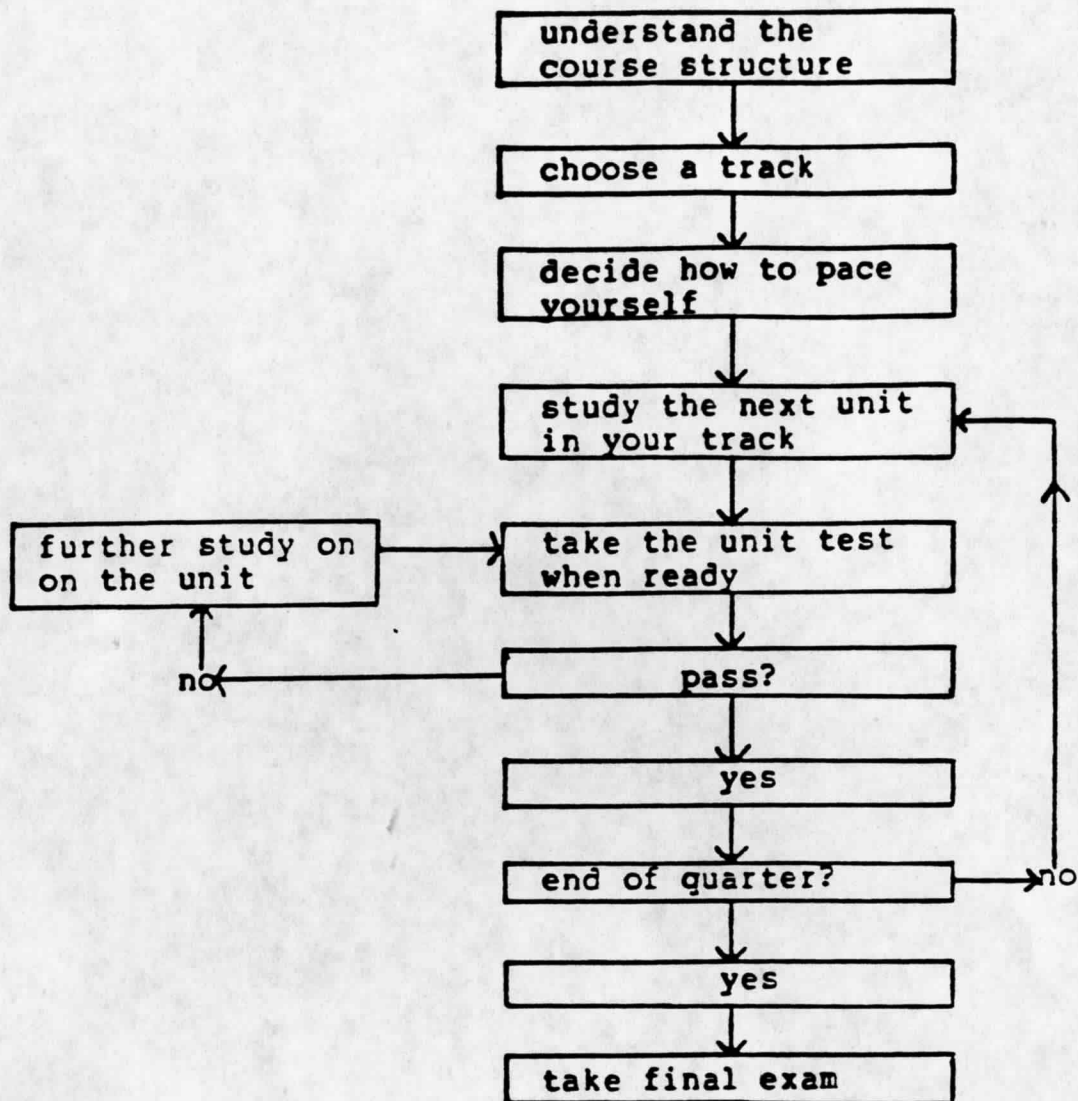 understand the
course structure
choose a track
decide how to pace
yourself
study the next unit
in your track
further study on
on the unit
take the unit test
when ready
no
pass?
yes
end of quarter?
no
yes
take final exam